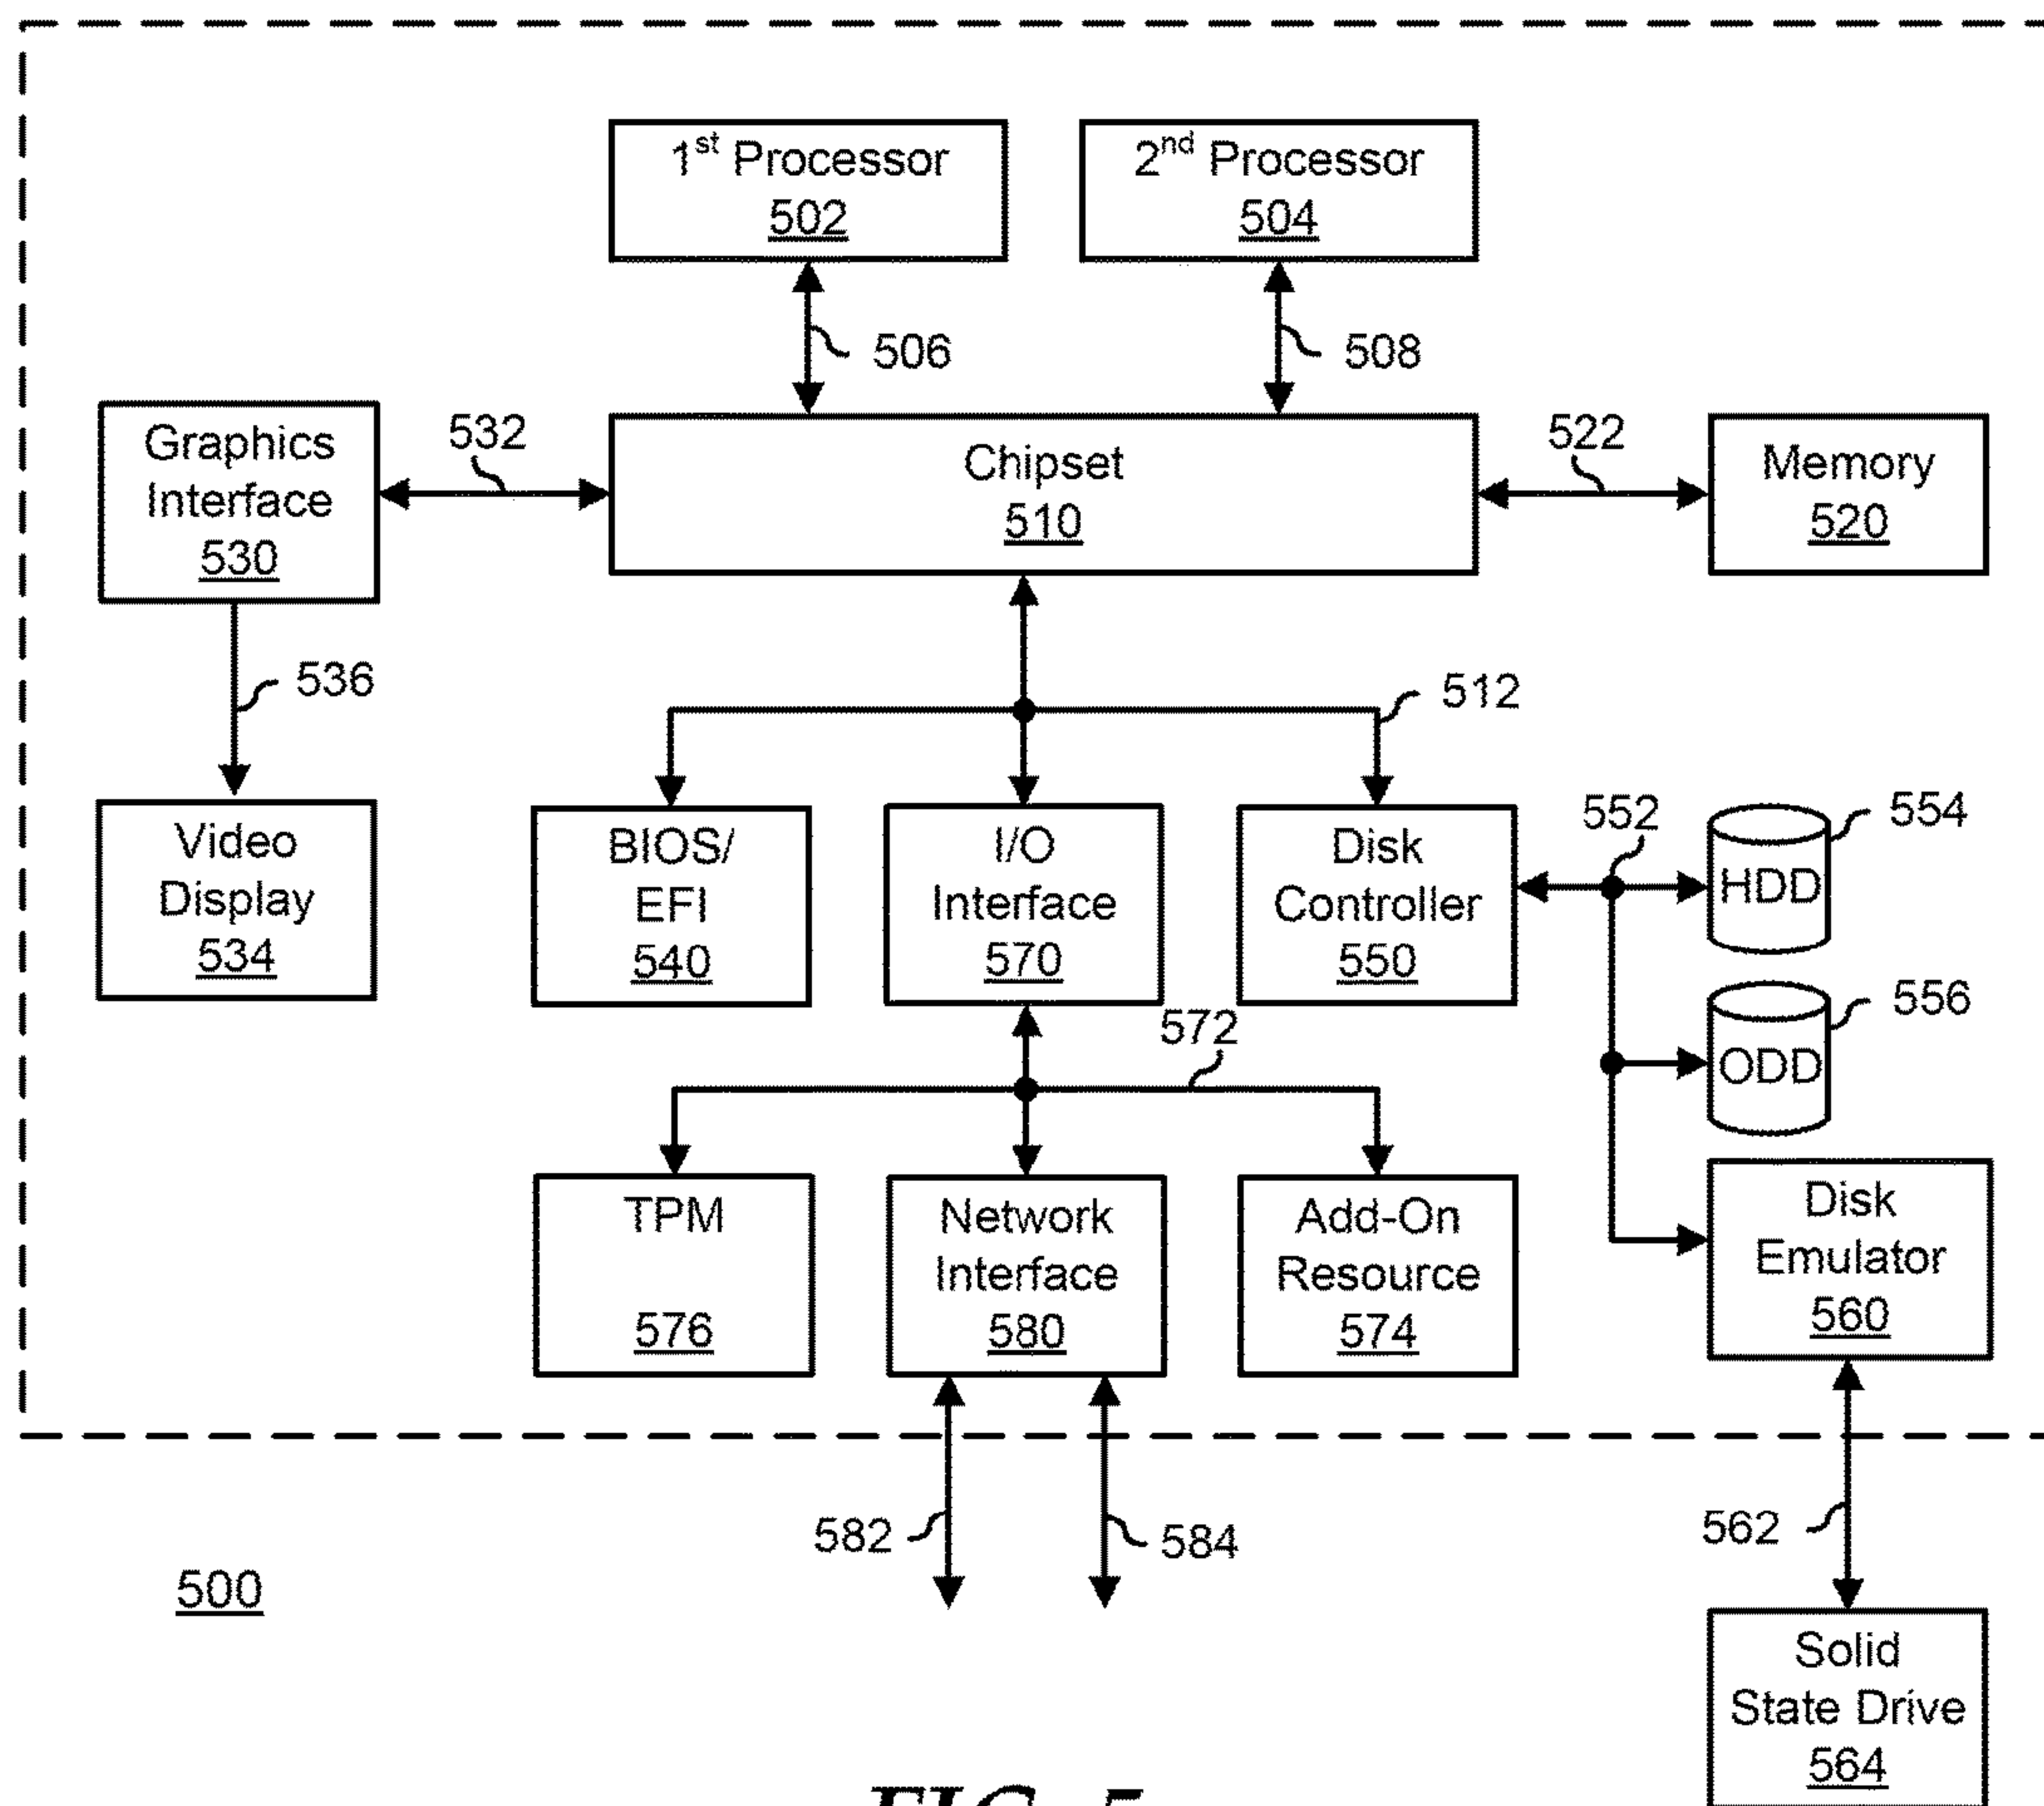 1st Processor
502
2nd Processor
504
506
508
Graphics
Interface
530
532
Chipset
510
522
Memory
520
536
512
Video
Display
534
BIOS/
EFI
540
I/O
Interface
570
Disk
Controller
550
552
HDD
554
ODD
556
572
TPM
576
Network
Interface
580
Add-On
Resource
574
Disk
Emulator
560
582
584
562
500
Solid
State Drive
564
FIG. 5